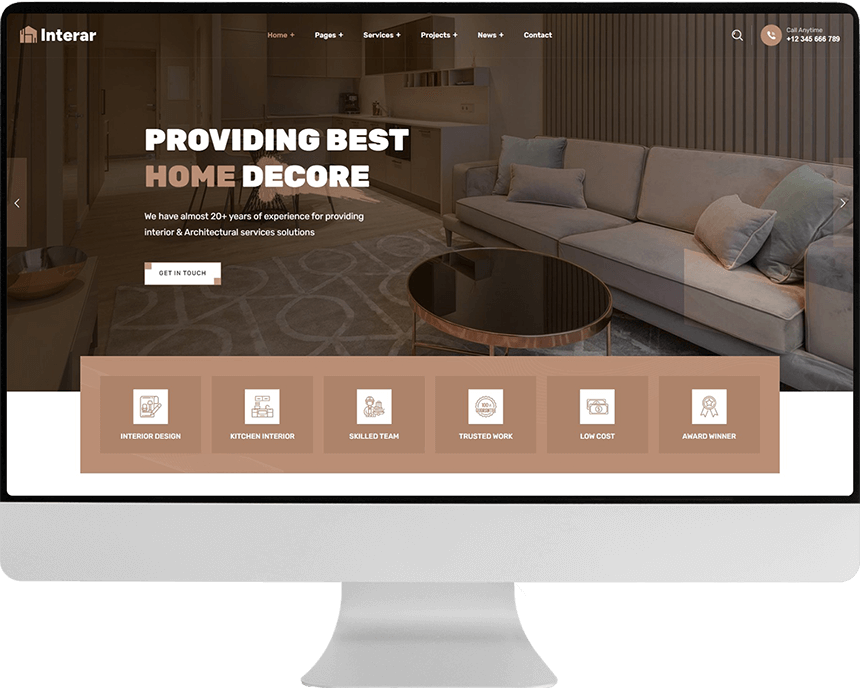 Interar
Home + Pages + Services + Projects + News + Contact
Call Anytime
+12 345 666 789
PROVIDING BEST
HOME DECORE
We have almost 20+ years of experience for providing
interior & Architectural services solutions
GET IN TOUCH
INTERIOR DESIGN
KITCHEN INTERIOR
SKILLED TEAM
100%
GUARANTEE
TRUSTED WORK
LOW COST
AWARD WINNER